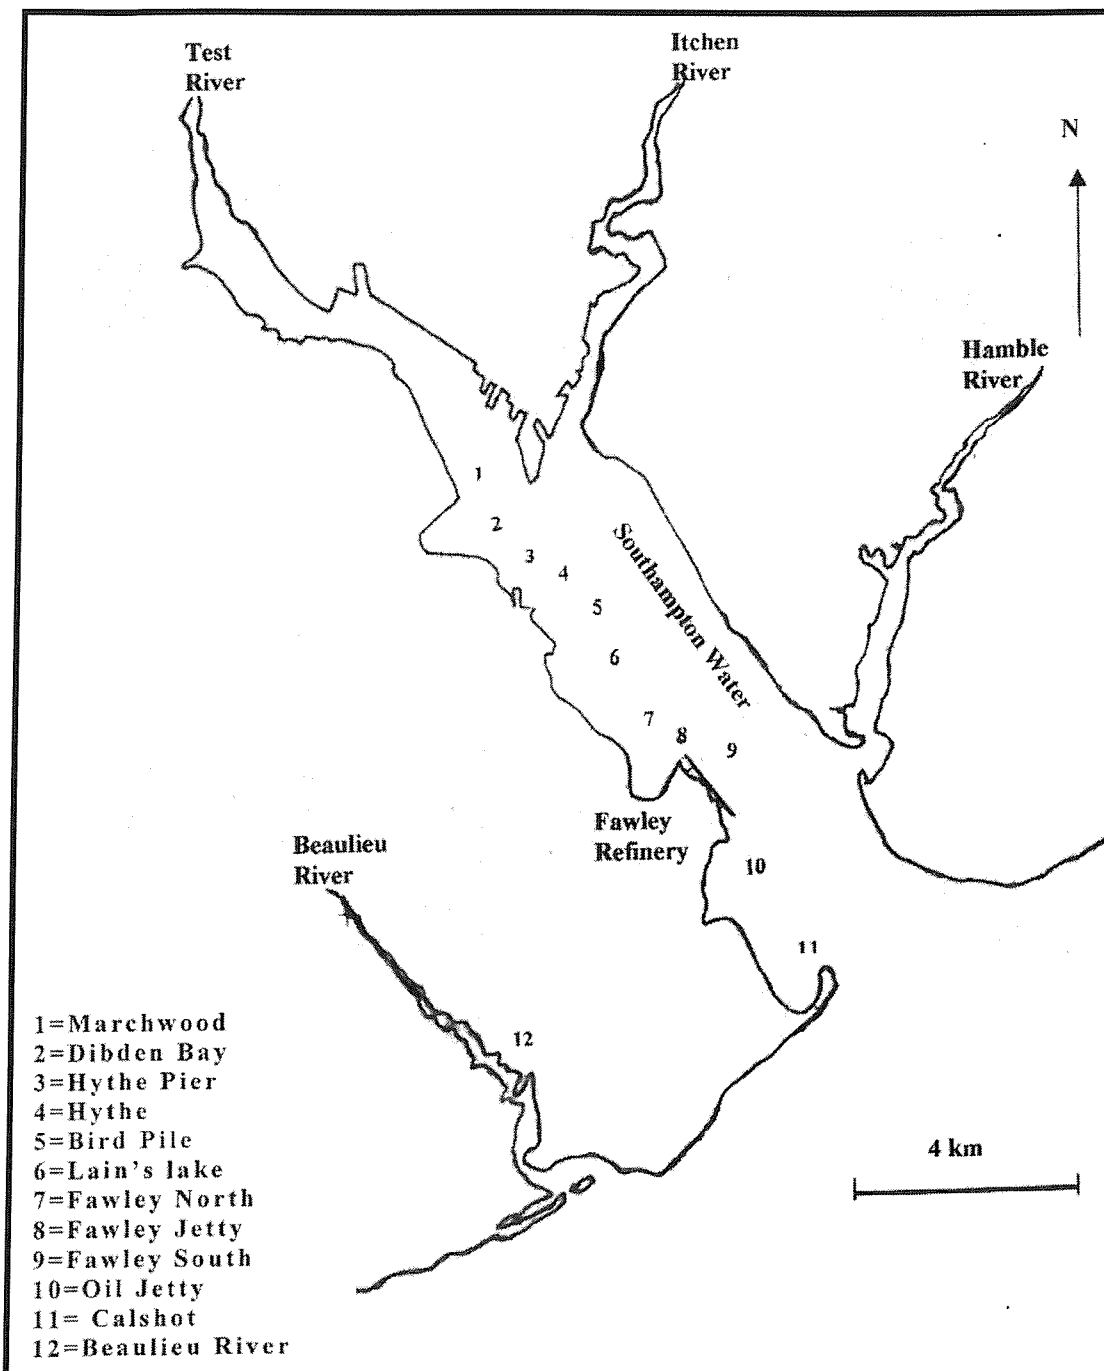 Test
River
Itchen
River
N
Hamble
River
1
2
3
4
5
6
7
8
9
Southampton Water
Fawley
Refinery
10
11
Beaulieu
River
12
4 km
1=Marchwood
2=Dibden Bay
3=Hythe Pier
4=Hythe
5=Bird Pile
6=Lain's lake
7=Fawley North
8=Fawley Jetty
9=Fawley South
10=Oil Jetty
11= Calshot
12=Beaulieu River